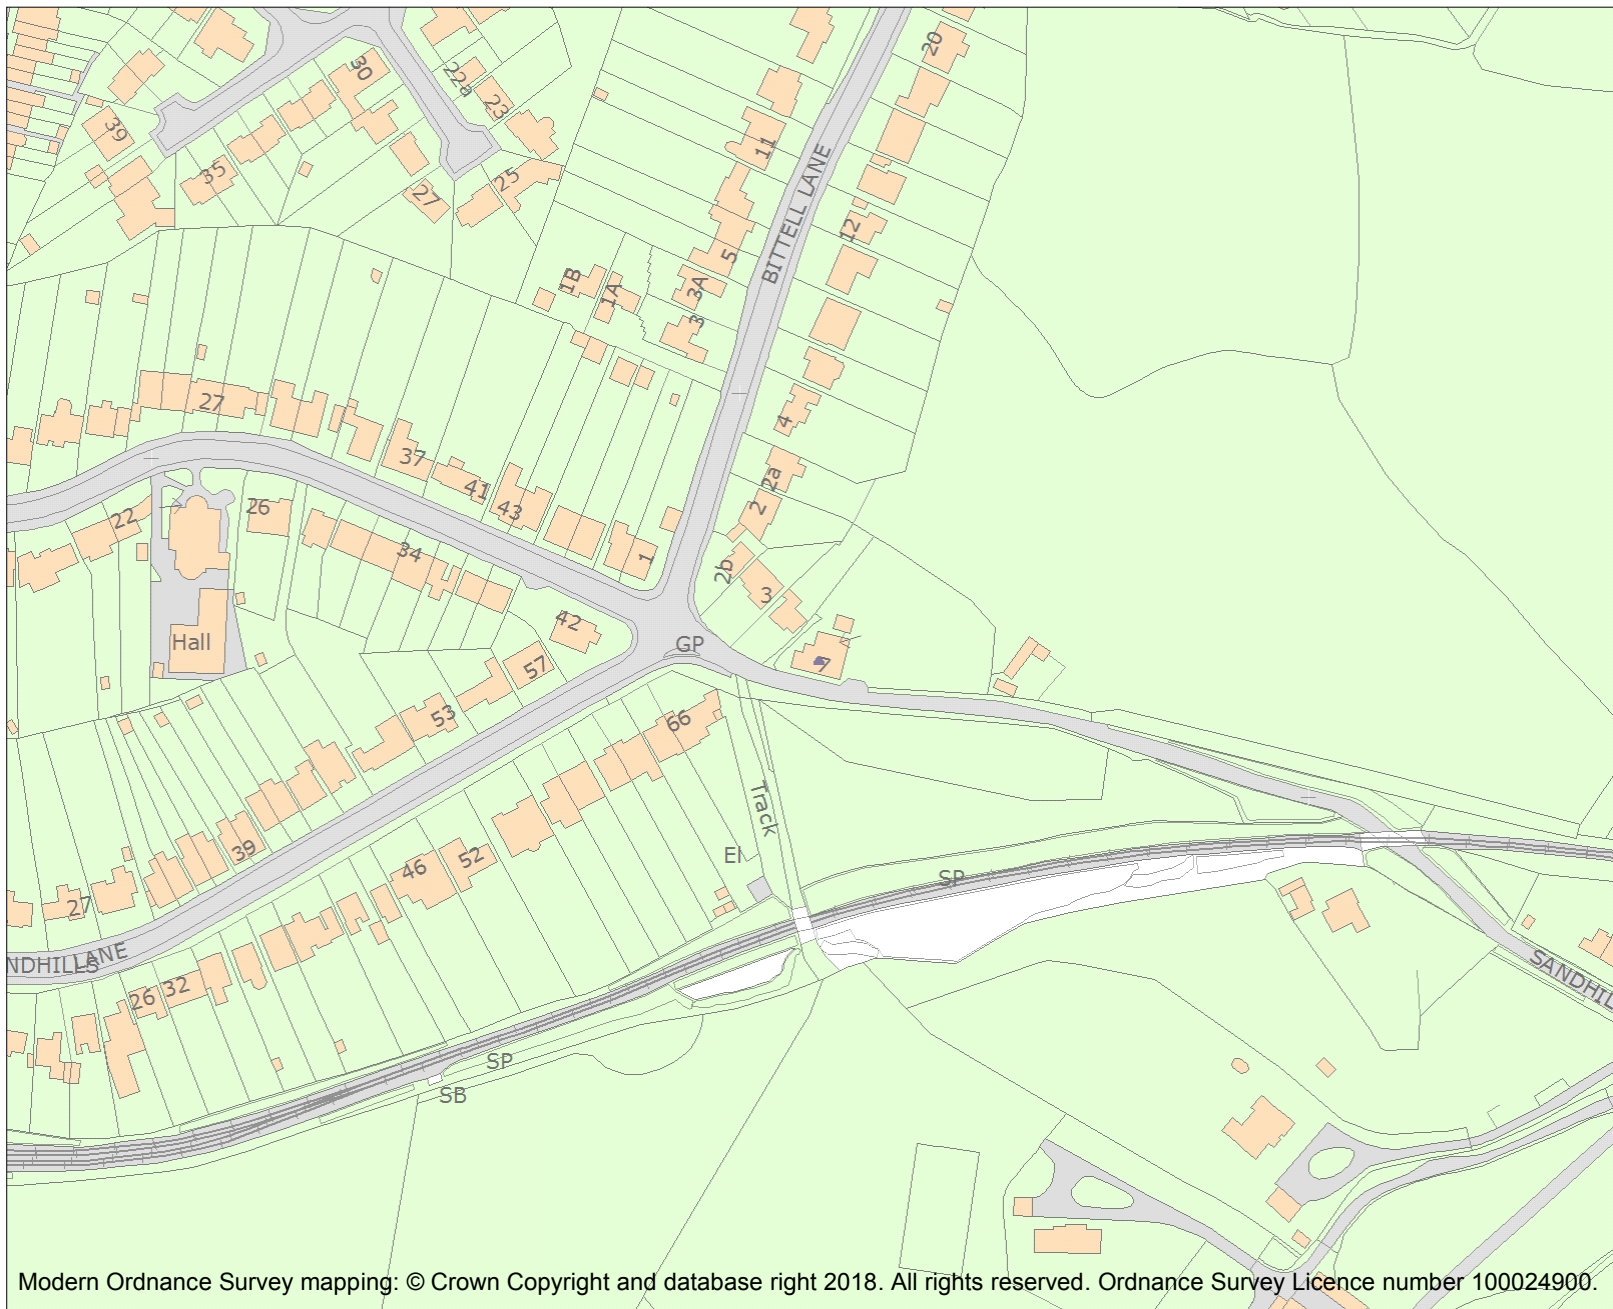 20
30
22a
23
39
11
35
25
27
BITTELL LANE
12
5
1B
1A
3A
3
27
4
37
2a
41
43
26
2
22
34
1
2b
3
42
Hall
GP
57
7
53
66
Track
39
EI
46
52
SP
27
NDHILLS LANE
SANDHIL
32
26
SP
SB
Modern Ordnance Survey mapping: © Crown Copyright and database right 2018. All rights reserved. Ordnance Survey Licence number 100024900.